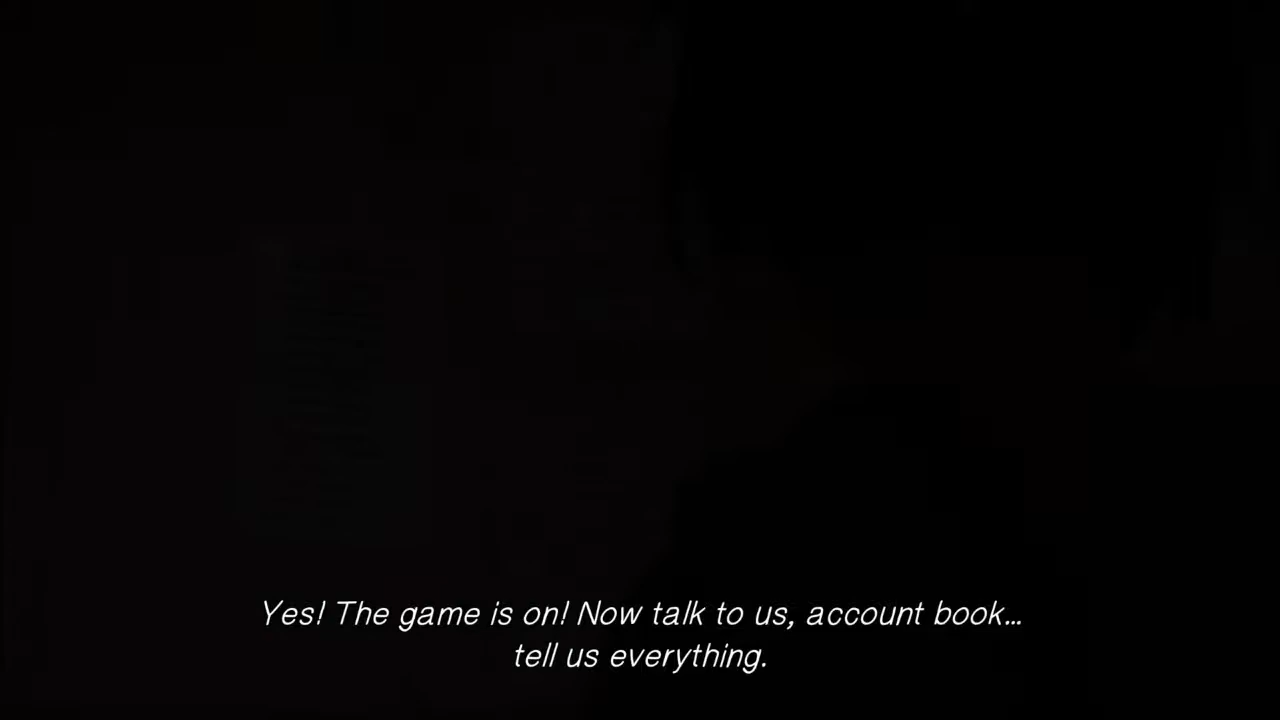 Yes! The game is on! Now talk to us, account book…
tell us everything.